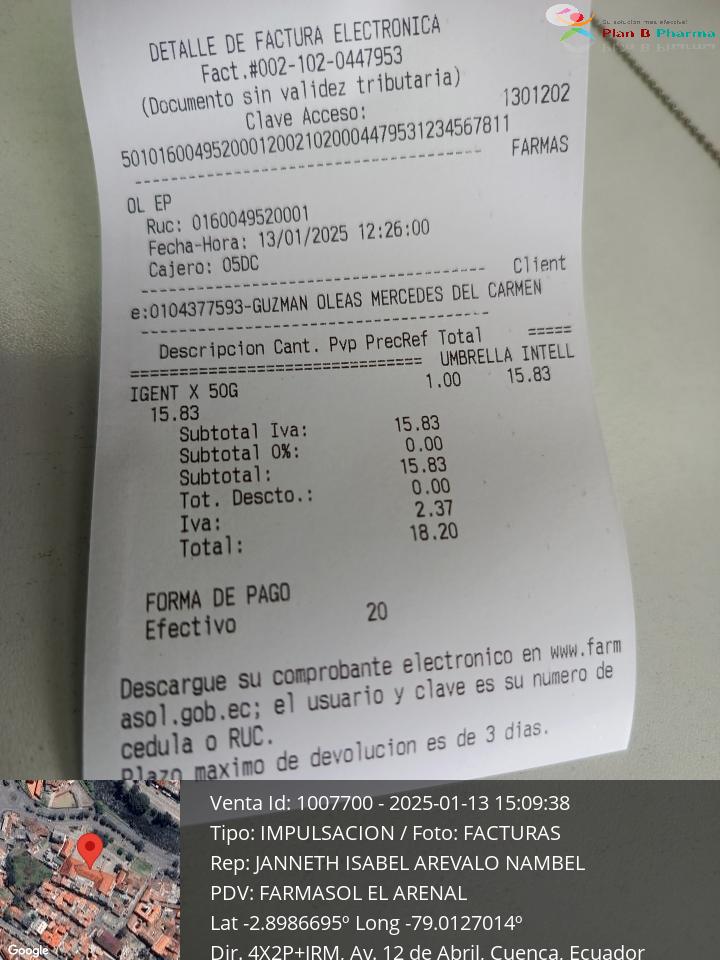 Su solucion mas efectiva!
Plan B Pharma
DETALLE DE FACTURA ELECTRONICA
Fact.#002-102-0447953
(Documento sin validez tributaria)
Clave Acceso:
1301202
501016004952000120021020004479531234567811
FARMAS
OL EP
Ruc: 0160049520001
Fecha-Hora: 13/01/2025 12:26:00
Cajero: 05DC
Client
e:0104377593-GUZMAN OLEAS MERCEDES DEL CARMEN
Descripcion Cant. Pvp PrecRef Total
UMBRELLA INTELL
IGENT X 50G 1.00 15.83
15.83
Subtotal Iva: 15.83
Subtotal 0%: 0.00
Subtotal: 15.83
Tot. Descto.: 0.00
Iva: 2.37
Total: 18.20
FORMA DE PAGO
Efectivo 20
Descargue su comprobante electronico en www.farm
asol.gob.ec; el usuario y clave es su numero de
cedula o RUC.
Plazo maximo de devolucion es de 3 dias.
Venta Id: 1007700 - 2025-01-13 15:09:38
Tipo: IMPULSACION / Foto: FACTURAS
Rep: JANNETH ISABEL AREVALO NAMBEL
PDV: FARMASOL EL ARENAL
Lat -2.8986695º Long -79.0127014º
Dir. 4X2P+JRM, Av. 12 de Abril, Cuenca, Ecuador
Google